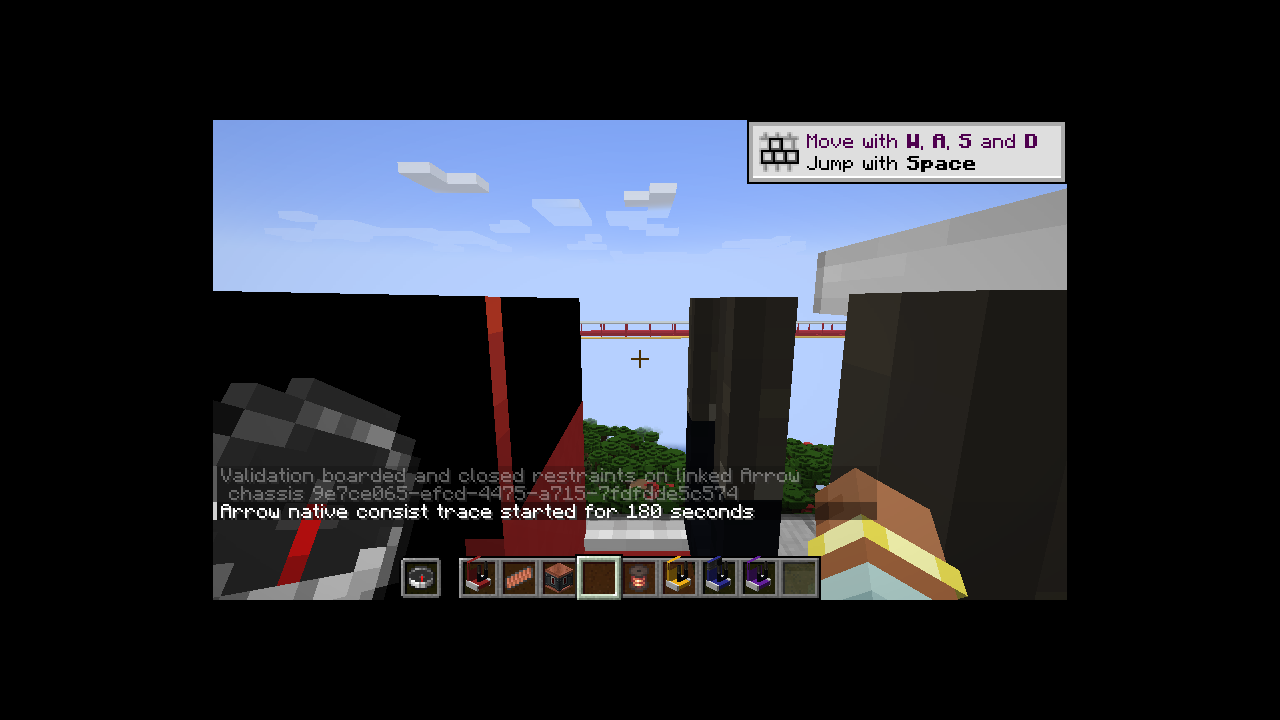 Move with W, A, S and D
Jump with Space
Validation boarded and closed restraints on linked Arrow
chassis 9e7ce065-efcd-4475-a715-7fdfdde5c574
Arrow native consist trace started for 180 seconds